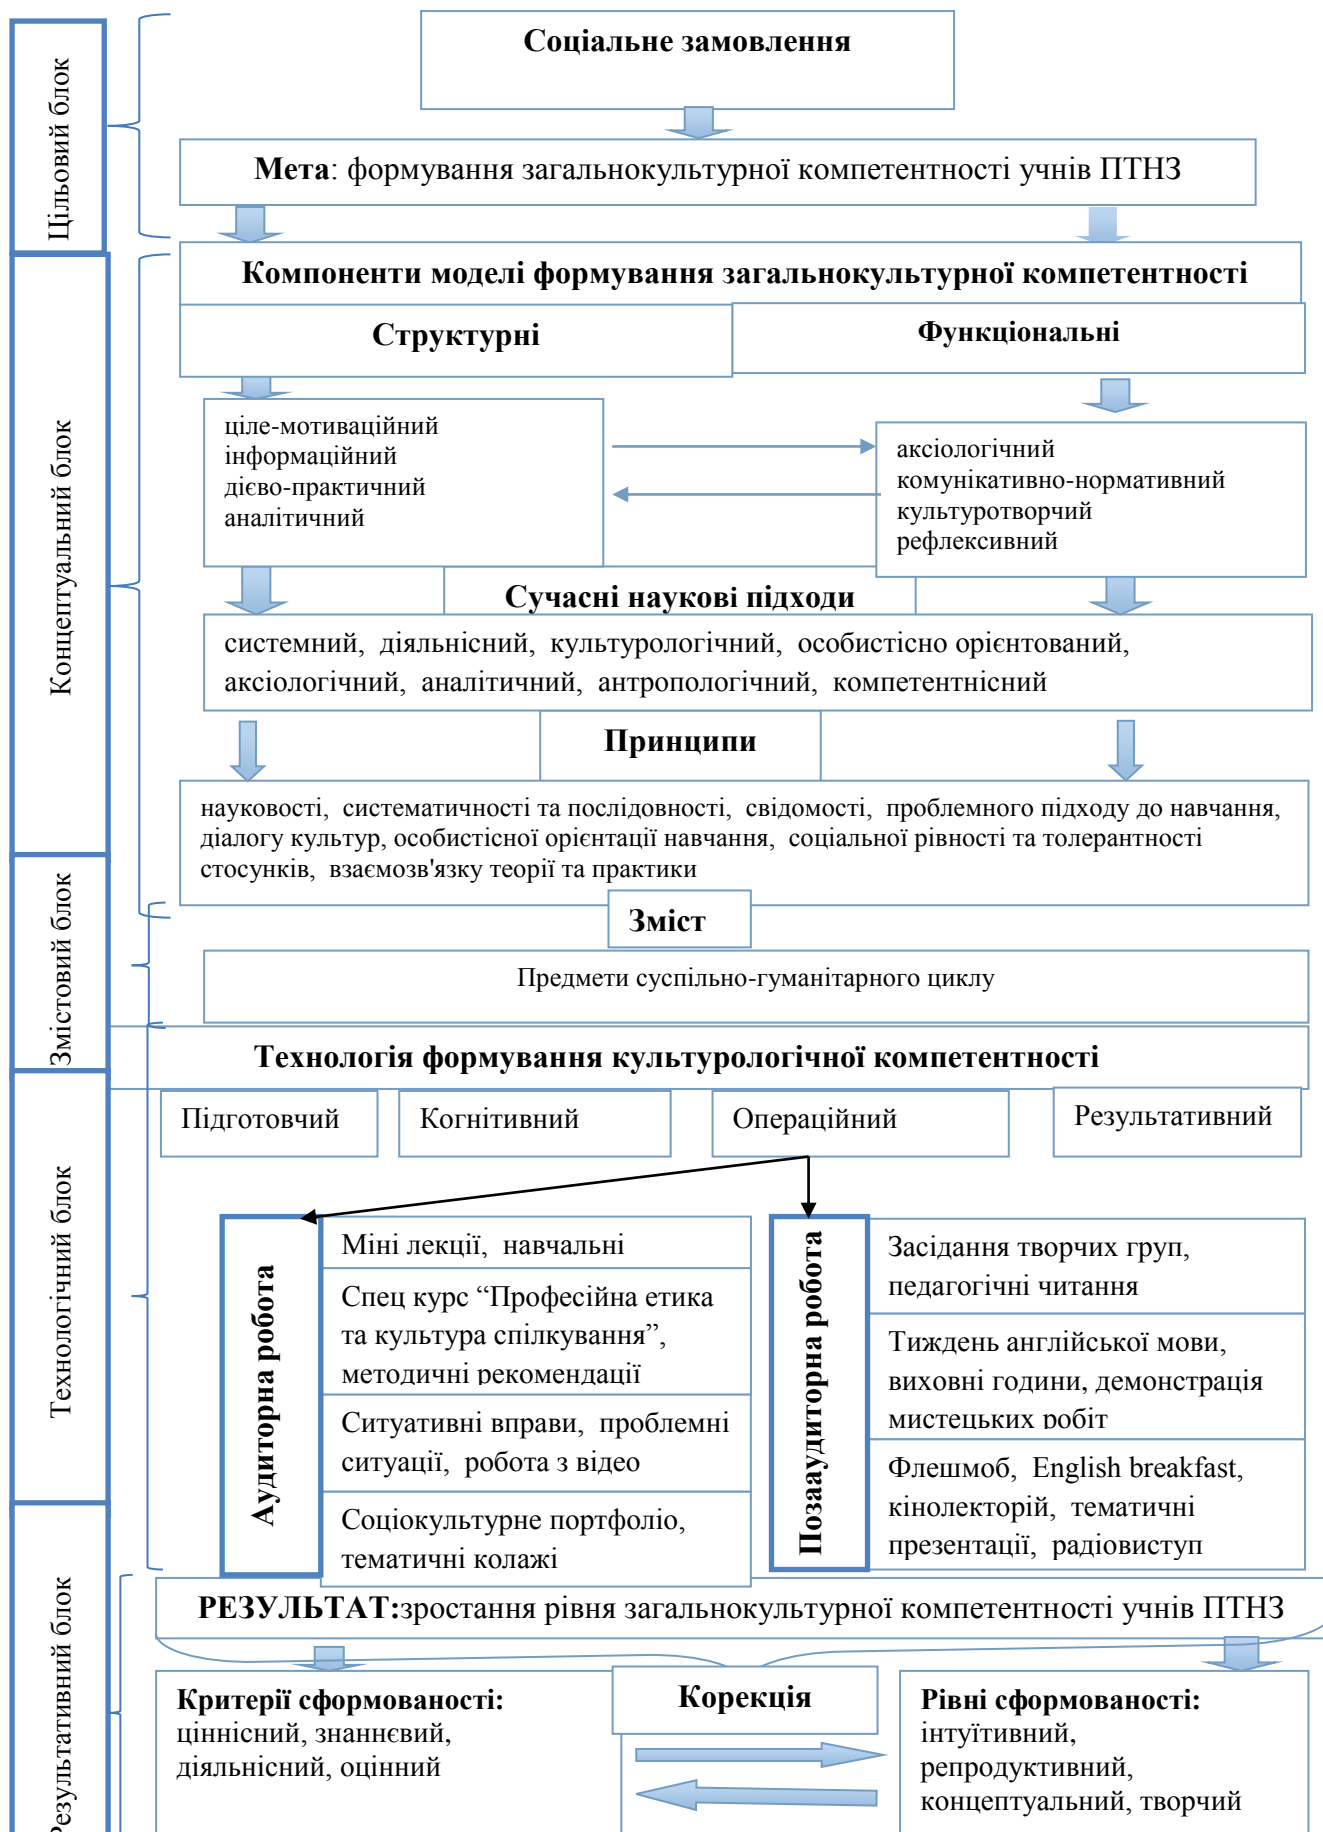 Цільовий блок
Соціальне замовлення
Мета: формування загальнокультурної компетентності учнів ПТНЗ
Концептуальний блок
Компоненти моделі формування загальнокультурної компетентності
Структурні
Функціональні
ціле-мотиваційний
інформаційний
дієво-практичний
аналітичний
аксіологічний
комунікативно-нормативний
культуротворчий
рефлексивний
Сучасні наукові підходи
системний, діяльнісний, культурологічний, особистісно орієнтований,
аксіологічний, аналітичний, антропологічний, компетентнісний
Принципи
науковості, систематичності та послідовності, свідомості, проблемного підходу до навчання,
діалогу культур, особистісної орієнтації навчання, соціальної рівності та толерантності
стосунків, взаємозв'язку теорії та практики
Змістовий блок
Зміст
Предмети суспільно-гуманітарного циклу
Технологічний блок
Технологія формування культурологічної компетентності
Підготовчий
Когнітивний
Операційний
Результативний
Аудиторна робота
Міні лекції, навчальні
Спец курс “Професійна етика
та культура спілкування”,
методичні рекомендації
Ситуативні вправи, проблемні
ситуації, робота з відео
Соціокультурне портфоліо,
тематичні колажі
Позааудиторна робота
Засідання творчих груп,
педагогічні читання
Тиждень англійської мови,
виховні години, демонстрація
мистецьких робіт
Флешмоб, English breakfast,
кінолекторій, тематичні
презентації, радіовиступ
Результативний блок
РЕЗУЛЬТАТ:зростання рівня загальнокультурної компетентності учнів ПТНЗ
Критерії сформованості:
ціннісний, знаннєвий,
діяльнісний, оцінний
Корекція
Рівні сформованості:
інтуїтивний,
репродуктивний,
концептуальний, творчий